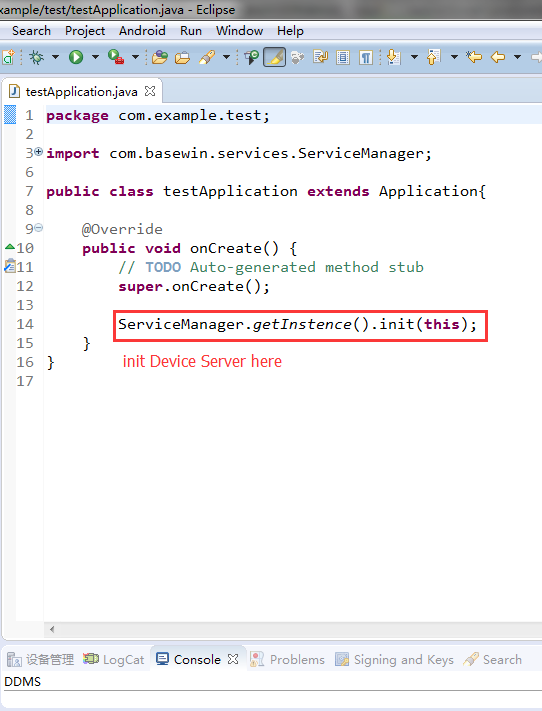 xample/test/testApplication.java - Eclipse
Search Project Android Run Window Help
testApplication.java
1 package com.example.test;
2
3 import com.basewin.services.ServiceManager;
6
7 public class testApplication extends Application{
8
9 @Override
10 public void onCreate() {
11 // TODO Auto-generated method stub
12 super.onCreate();
13
14 ServiceManager.getInstence().init(this);
15 }
16 } init Device Server here
17
设备管理 LogCat Console Problems Signing and Keys Search
DDMS